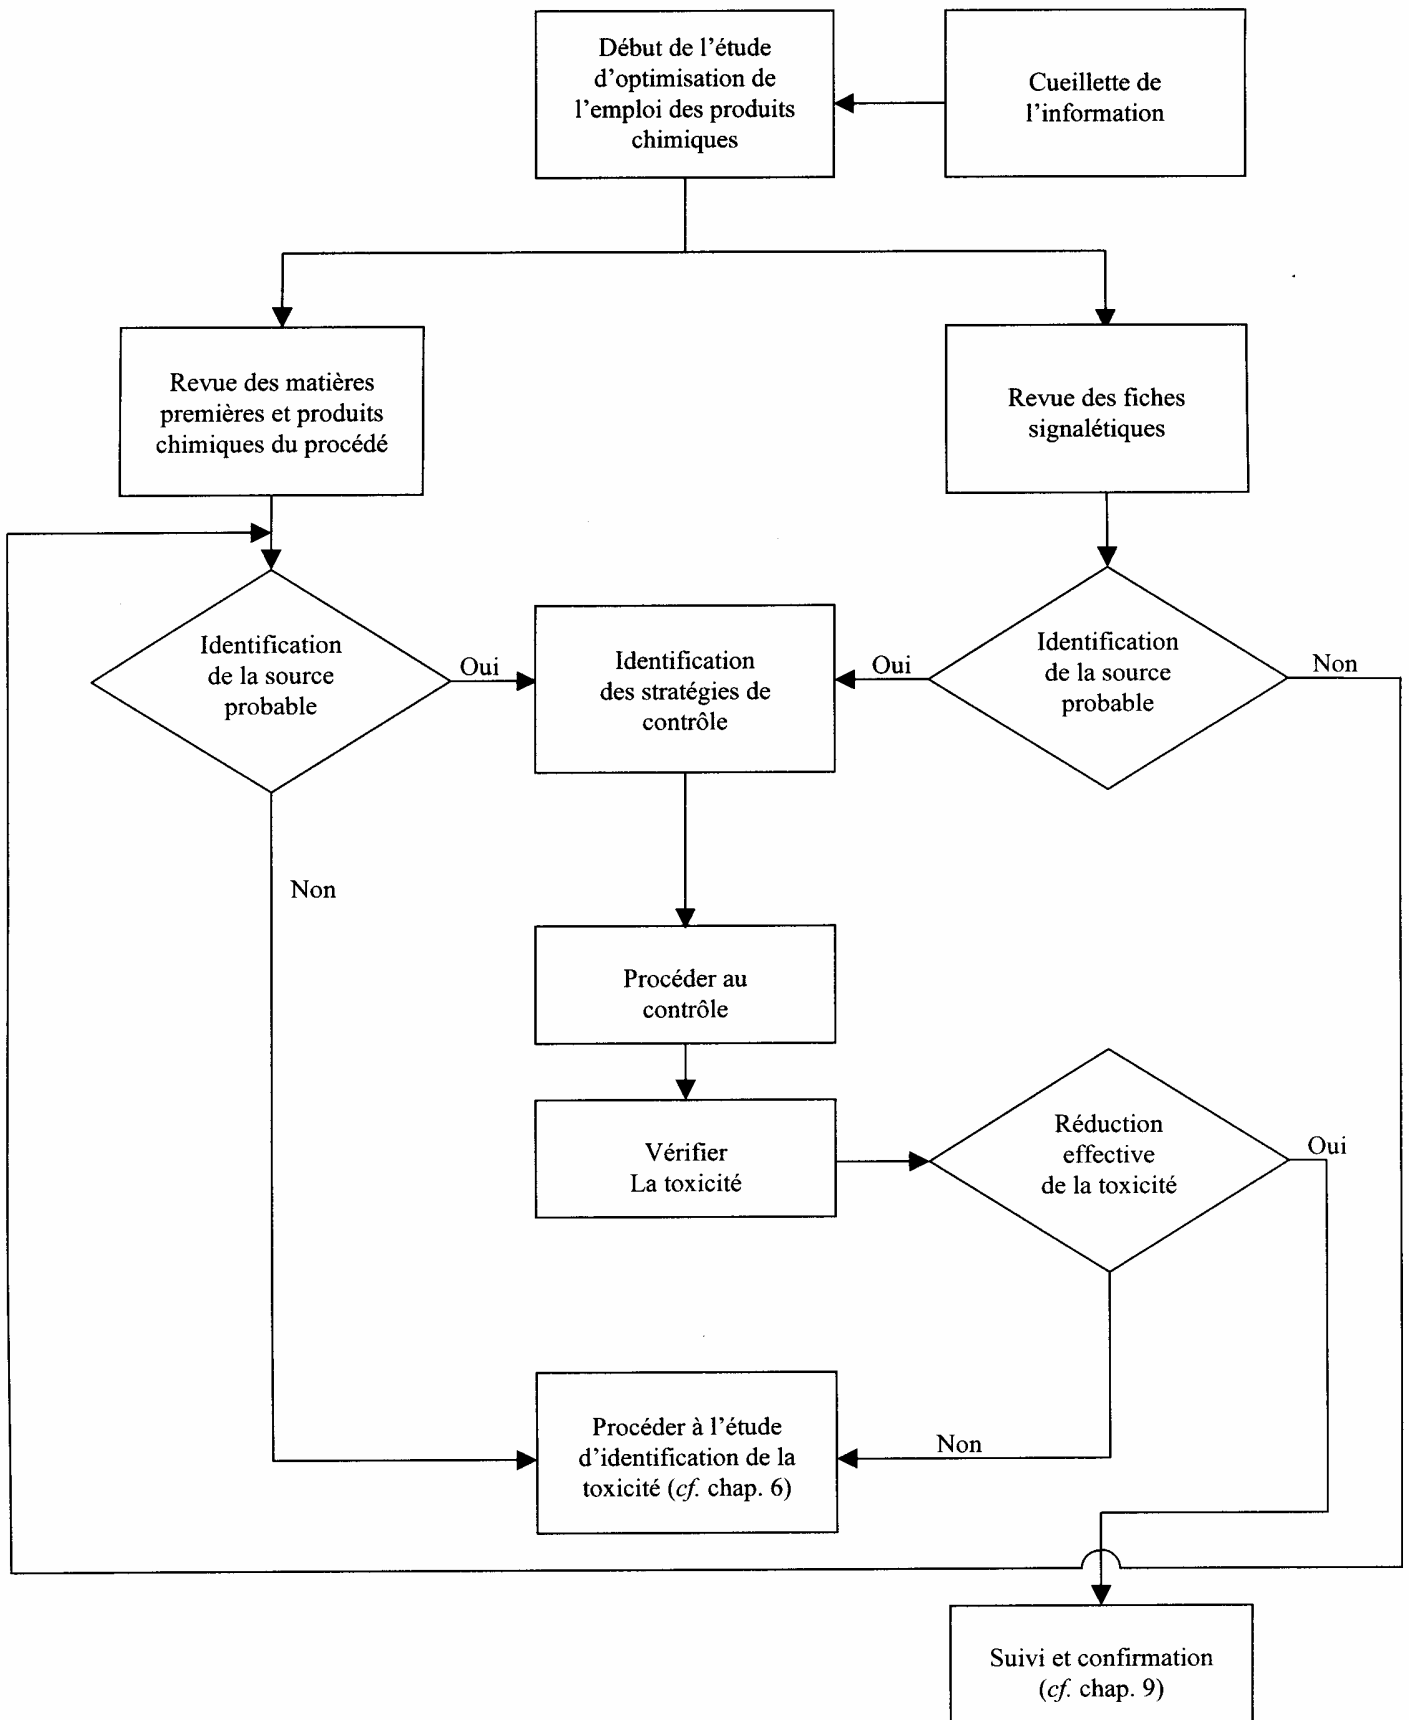 Début de l'étude
d'optimisation de
l'emploi des produits
chimiques
Cueillette de
l'information
Revue des matières
premières et produits
chimiques du procédé
Revue des fiches
signalétiques
Identification
de la source
probable
Oui
Identification
des stratégies de
contrôle
Oui
Identification
de la source
probable
Non
Non
Procéder au
contrôle
Vérifier
La toxicité
Réduction
effective
de la toxicité
Oui
Procéder à l'étude
d'identification de la
toxicité (cf. chap. 6)
Non
Suivi et confirmation
(cf. chap. 9)